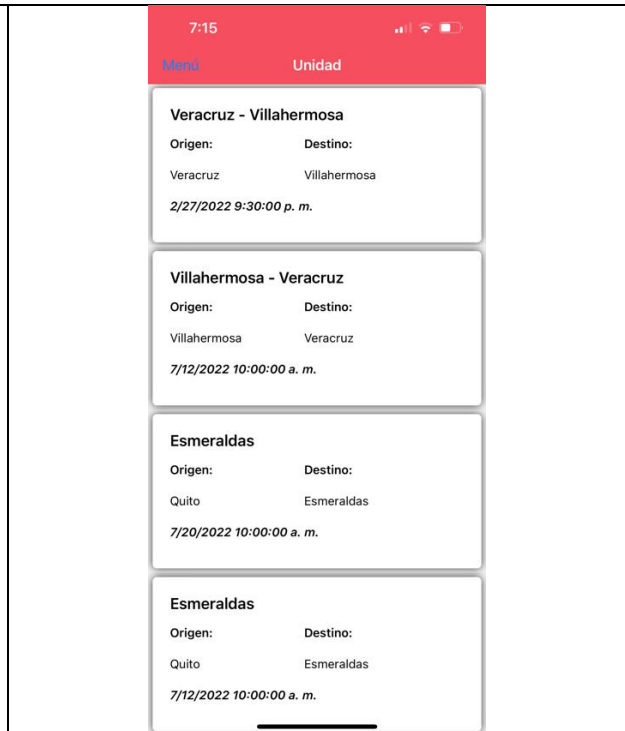 7:15
Menú Unidad
Veracruz - Villahermosa
Origen: Destino:
Veracruz Villahermosa
2/27/2022 9:30:00 p. m.
Villahermosa - Veracruz
Origen: Destino:
Villahermosa Veracruz
7/12/2022 10:00:00 a. m.
Esmeraldas
Origen: Destino:
Quito Esmeraldas
7/20/2022 10:00:00 a. m.
Esmeraldas
Origen: Destino:
Quito Esmeraldas
7/12/2022 10:00:00 a. m.